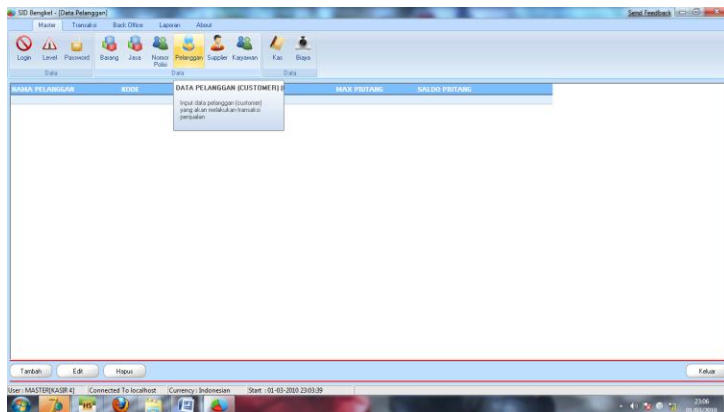 SID Bengkel - [Data Pelanggan]
Send Feedback
Master Transaksi Back Office Laporan About
Login Level Password Barang Jasa Nomor Polisi Pelanggan Supplier Karyawan Kas Biaya
Data Data Data
NAMA PELANGGAN KODE MAX PIUTANG SALDO PIUTANG
DATA PELANGGAN (CUSTOMER)
Input data pelanggan (customer)
yang akan melakukan transaksi
penjualan
Tambah Edit Hapus Keluar
User : MASTER[KASIR 4] Connected To localhost Currency : Indonesian Start : 01-03-2010 23:03:39
23:06